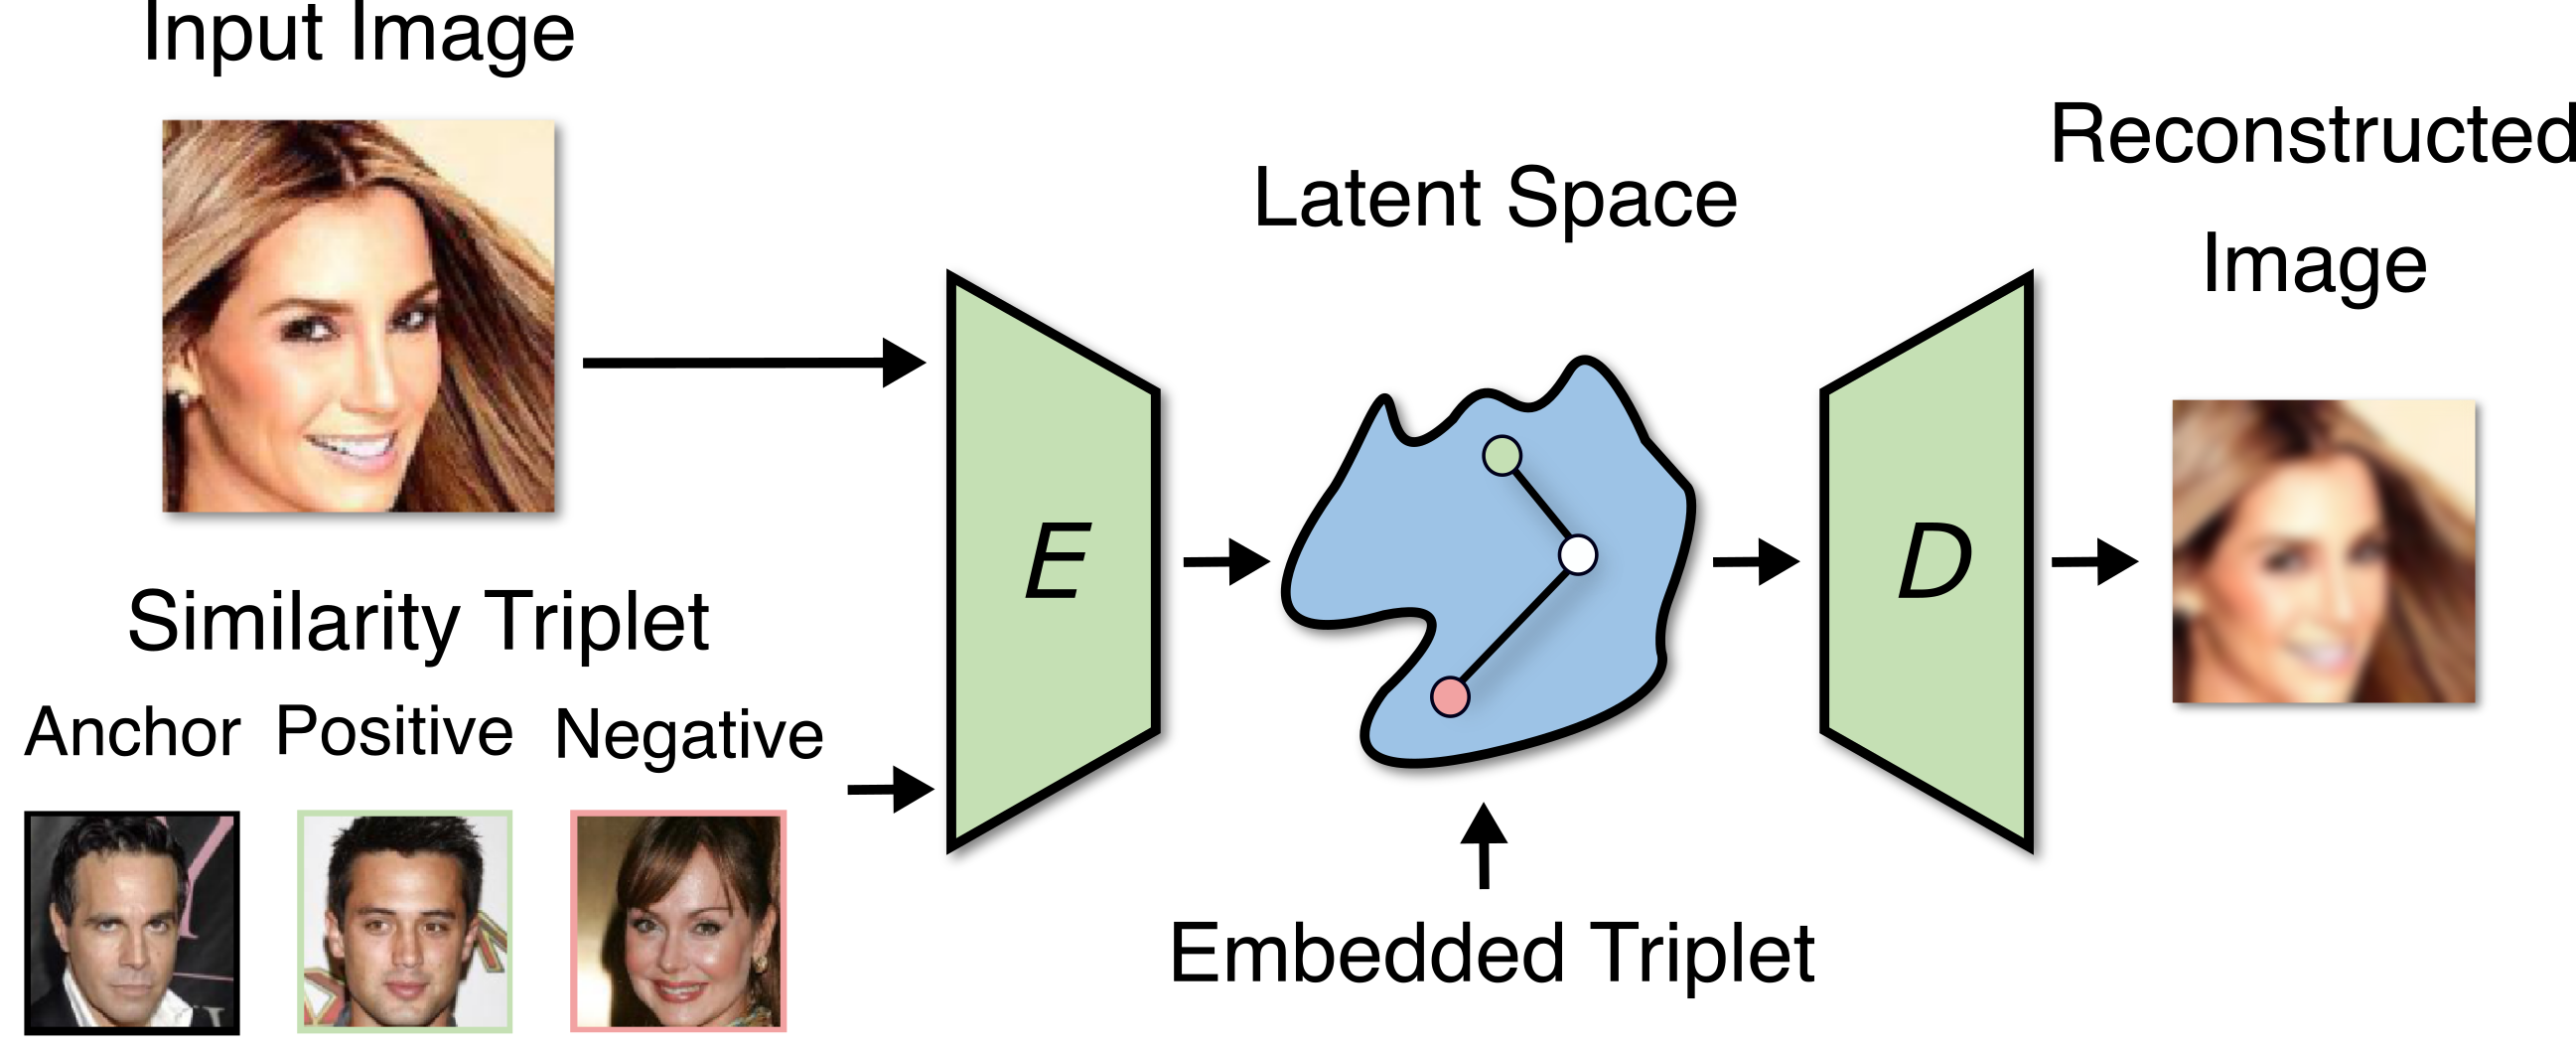 Input Image
Similarity Triplet
Anchor Positive Negative
E
Latent Space
Embedded Triplet
D
Reconstructed
Image